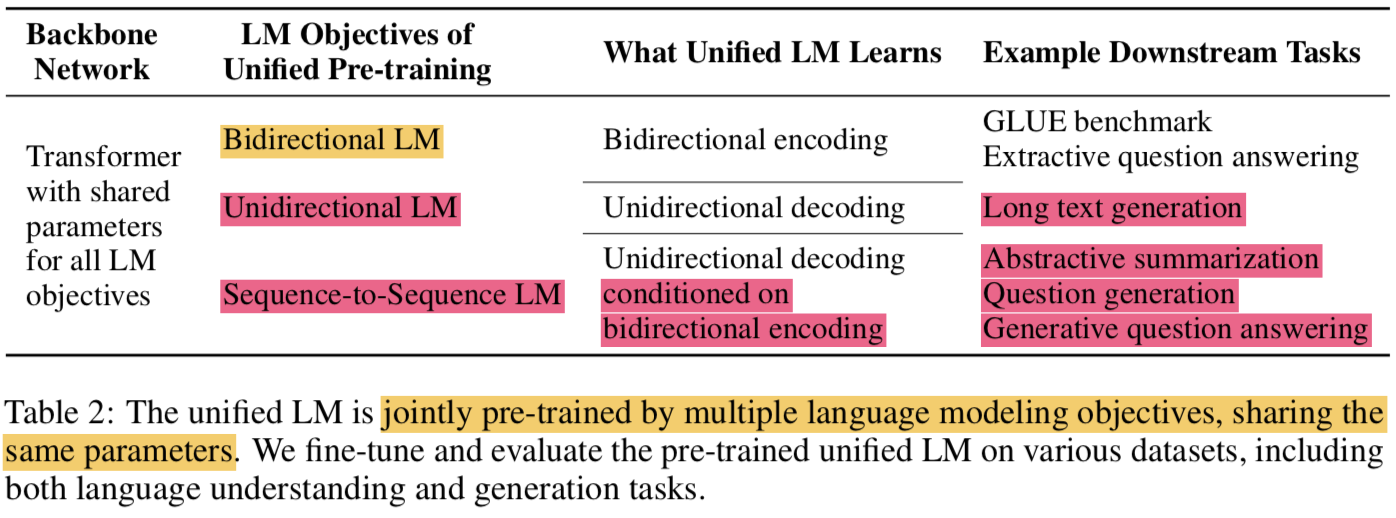 Backbone Network
LM Objectives of Unified Pre-training
What Unified LM Learns
Example Downstream Tasks
Transformer
with shared
parameters
for all LM
objectives
Bidirectional LM
Bidirectional encoding
GLUE benchmark
Extractive question answering
Unidirectional LM
Unidirectional decoding
Long text generation
Sequence-to-Sequence LM
Unidirectional decoding
conditioned on
bidirectional encoding
Abstractive summarization
Question generation
Generative question answering
Table 2: The unified LM is jointly pre-trained by multiple language modeling objectives, sharing the
same parameters. We fine-tune and evaluate the pre-trained unified LM on various datasets, including
both language understanding and generation tasks.